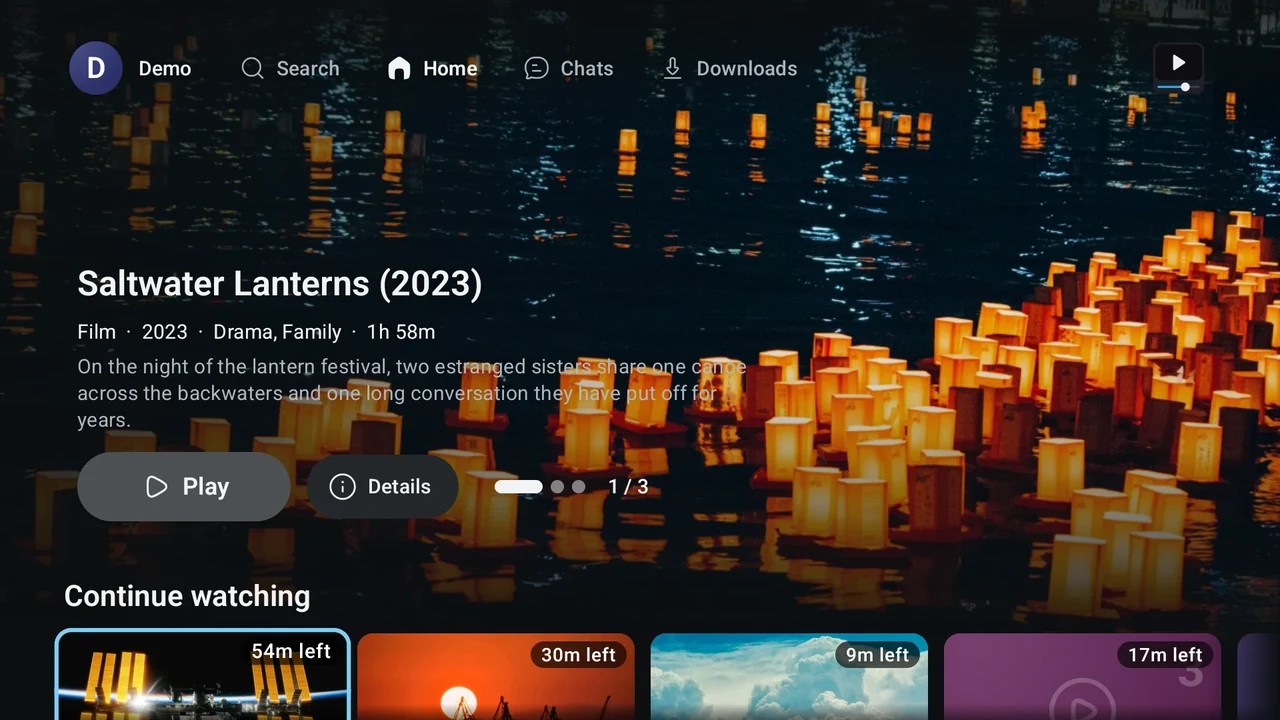 D Demo Search Home Chats Downloads
Saltwater Lanterns (2023)
Film · 2023 · Drama, Family · 1h 58m
On the night of the lantern festival, two estranged sisters share one canoe
across the backwaters and one long conversation they have put off for
years.
Play Details 1 / 3
Continue watching
54m left 30m left 9m left 17m left
3